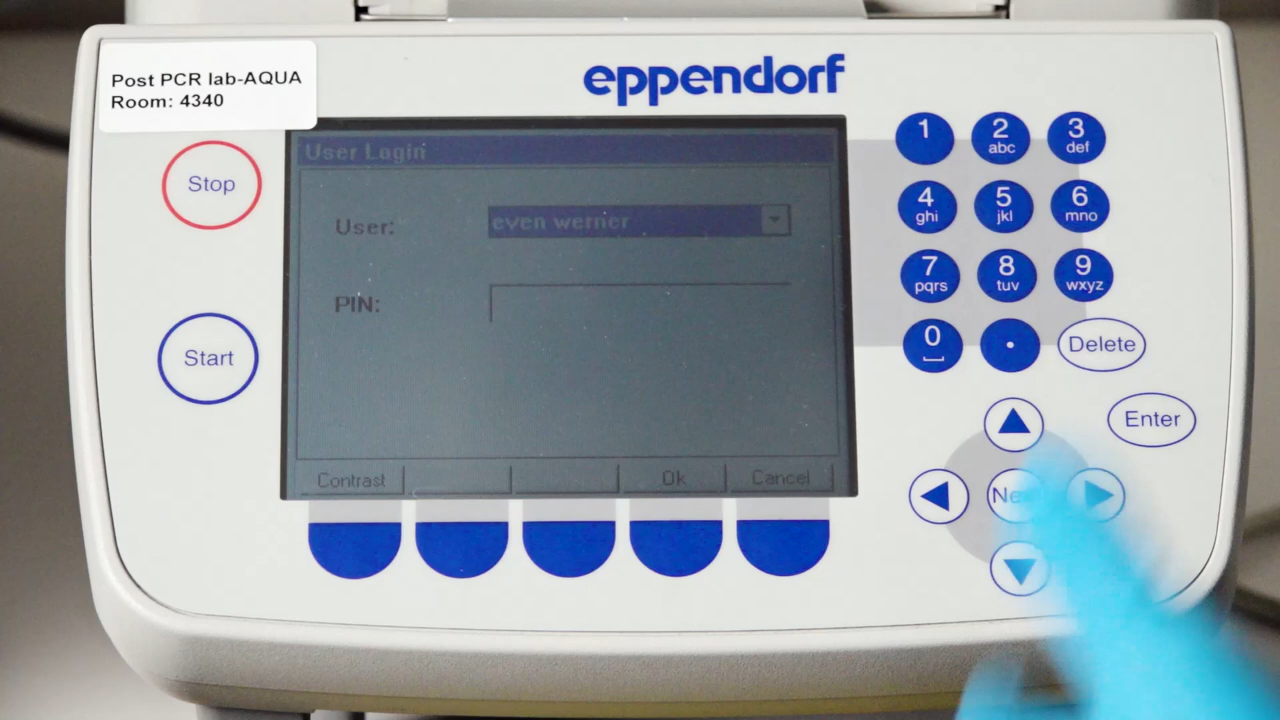 Post PCR lab-AQUA
Room: 4340
eppendorf
Stop
Start
User Login
User: even werner
PIN:
Contrast Ok Cancel
1 2 3
abc def
4 5 6
ghi jkl mno
7 8 9
pqrs tuv wxyz
0 . Delete
Enter